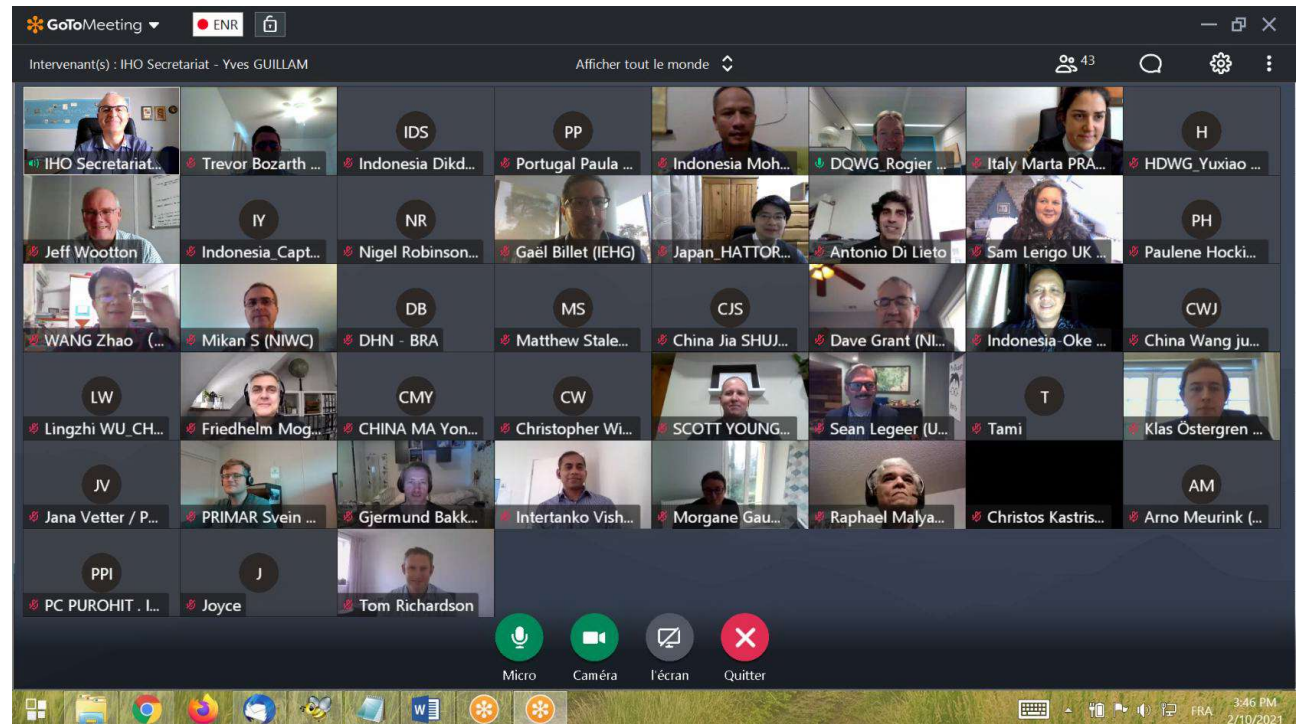 GoToMeeting
ENR
Intervenant(s) : IHO Secretariat - Yves GUILLAM
Afficher tout le monde
43
IHO Secretariat...
Trevor Bozarth ...
IDS
Indonesia Dikd...
PP
Portugal Paula ...
Indonesia Moh...
DQWG_Rogier ...
Italy Marta PRA...
H
HDWG_Yuxiao ...
Jeff Wootton
IY
Indonesia_Capt...
NR
Nigel Robinson...
Gaël Billet (IEHG)
Japan_HATTOR...
Antonio Di Lieto
Sam Lerigo UK ...
PH
Paulene Hocki...
WANG Zhao (...
Mikan S (NIWC)
DB
DHN - BRA
MS
Matthew Stale...
CJS
China Jia SHUJ...
Dave Grant (NI...
Indonesia-Oke ...
CWJ
China Wang ju...
LW
Lingzhi WU_CH...
Friedhelm Mog...
CMY
CHINA MA Yon...
CW
Christopher Wi...
SCOTT YOUNG...
Sean Legeer (U...
T
Tami
Klas Östergren ...
JV
Jana Vetter / P...
PRIMAR Svein ...
Gjermund Bakk...
Intertanko Vish...
Morgane Gau...
Raphael Malya...
Christos Kastris...
AM
Arno Meurink (...
PPI
PC PUROHIT . I...
J
Joyce
Tom Richardson
Micro
Caméra
l'écran
Quitter
FRA
3:46 PM
2/10/2021